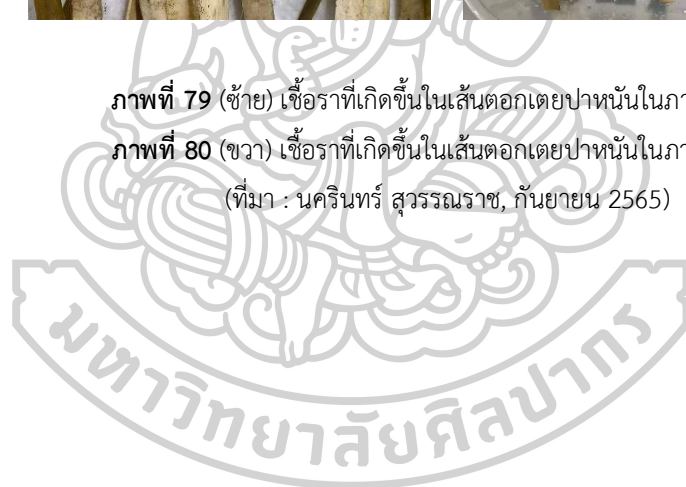 ภาพที่ 79 (ซ้าย) เชื้อราที่เกิดขึ้นในเส้นตอกเตยปาหนันในภา
ภาพที่ 80 (ขวา) เชื้อราที่เกิดขึ้นในเส้นตอกเตยปาหนันในภา
(ที่มา : นครินทร์ สุวรรณราช, กันยายน 2565)
มหาวิทยาลัยศิลปากร